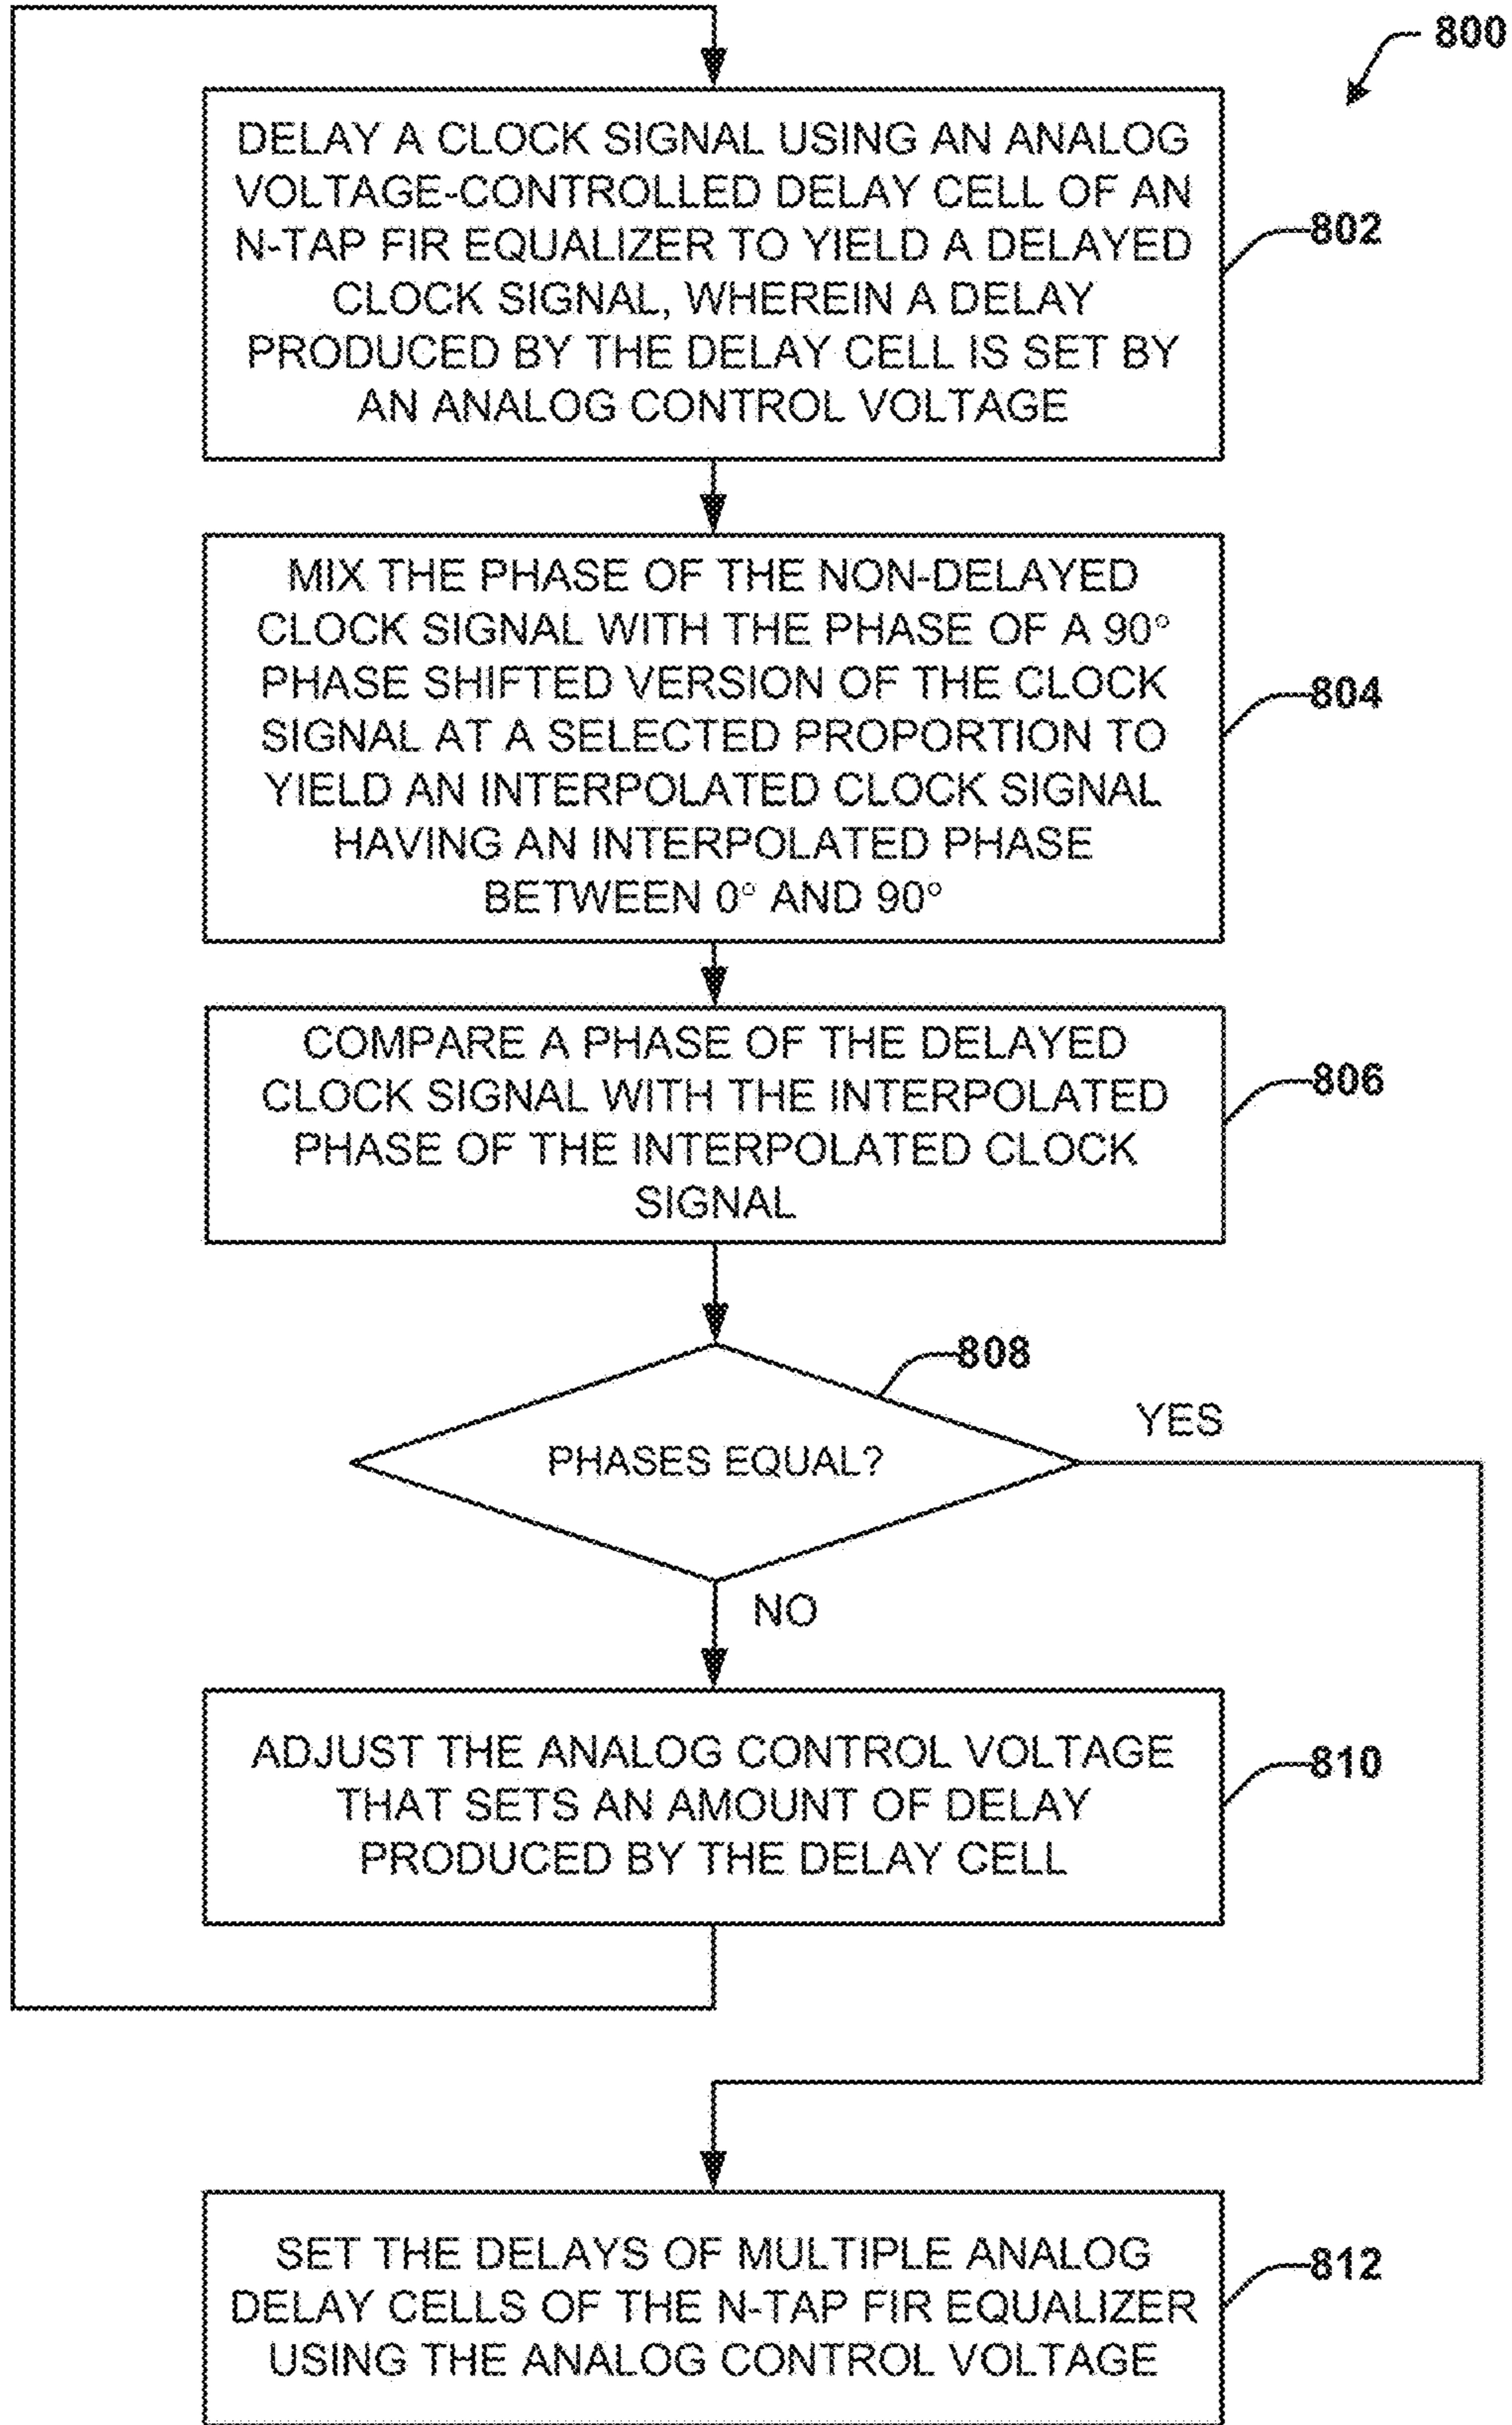 800
DELAY A CLOCK SIGNAL USING AN ANALOG
VOLTAGE-CONTROLLED DELAY CELL OF AN
N-TAP FIR EQUALIZER TO YIELD A DELAYED
CLOCK SIGNAL, WHEREIN A DELAY
PRODUCED BY THE DELAY CELL IS SET BY
AN ANALOG CONTROL VOLTAGE
802
MIX THE PHASE OF THE NON-DELAYED
CLOCK SIGNAL WITH THE PHASE OF A 90°
PHASE SHIFTED VERSION OF THE CLOCK
SIGNAL AT A SELECTED PROPORTION TO
YIELD AN INTERPOLATED CLOCK SIGNAL
HAVING AN INTERPOLATED PHASE
BETWEEN 0° AND 90°
804
COMPARE A PHASE OF THE DELAYED
CLOCK SIGNAL WITH THE INTERPOLATED
PHASE OF THE INTERPOLATED CLOCK
SIGNAL
806
808
PHASES EQUAL?
YES
NO
ADJUST THE ANALOG CONTROL VOLTAGE
THAT SETS AN AMOUNT OF DELAY
PRODUCED BY THE DELAY CELL
810
SET THE DELAYS OF MULTIPLE ANALOG
DELAY CELLS OF THE N-TAP FIR EQUALIZER
USING THE ANALOG CONTROL VOLTAGE
812